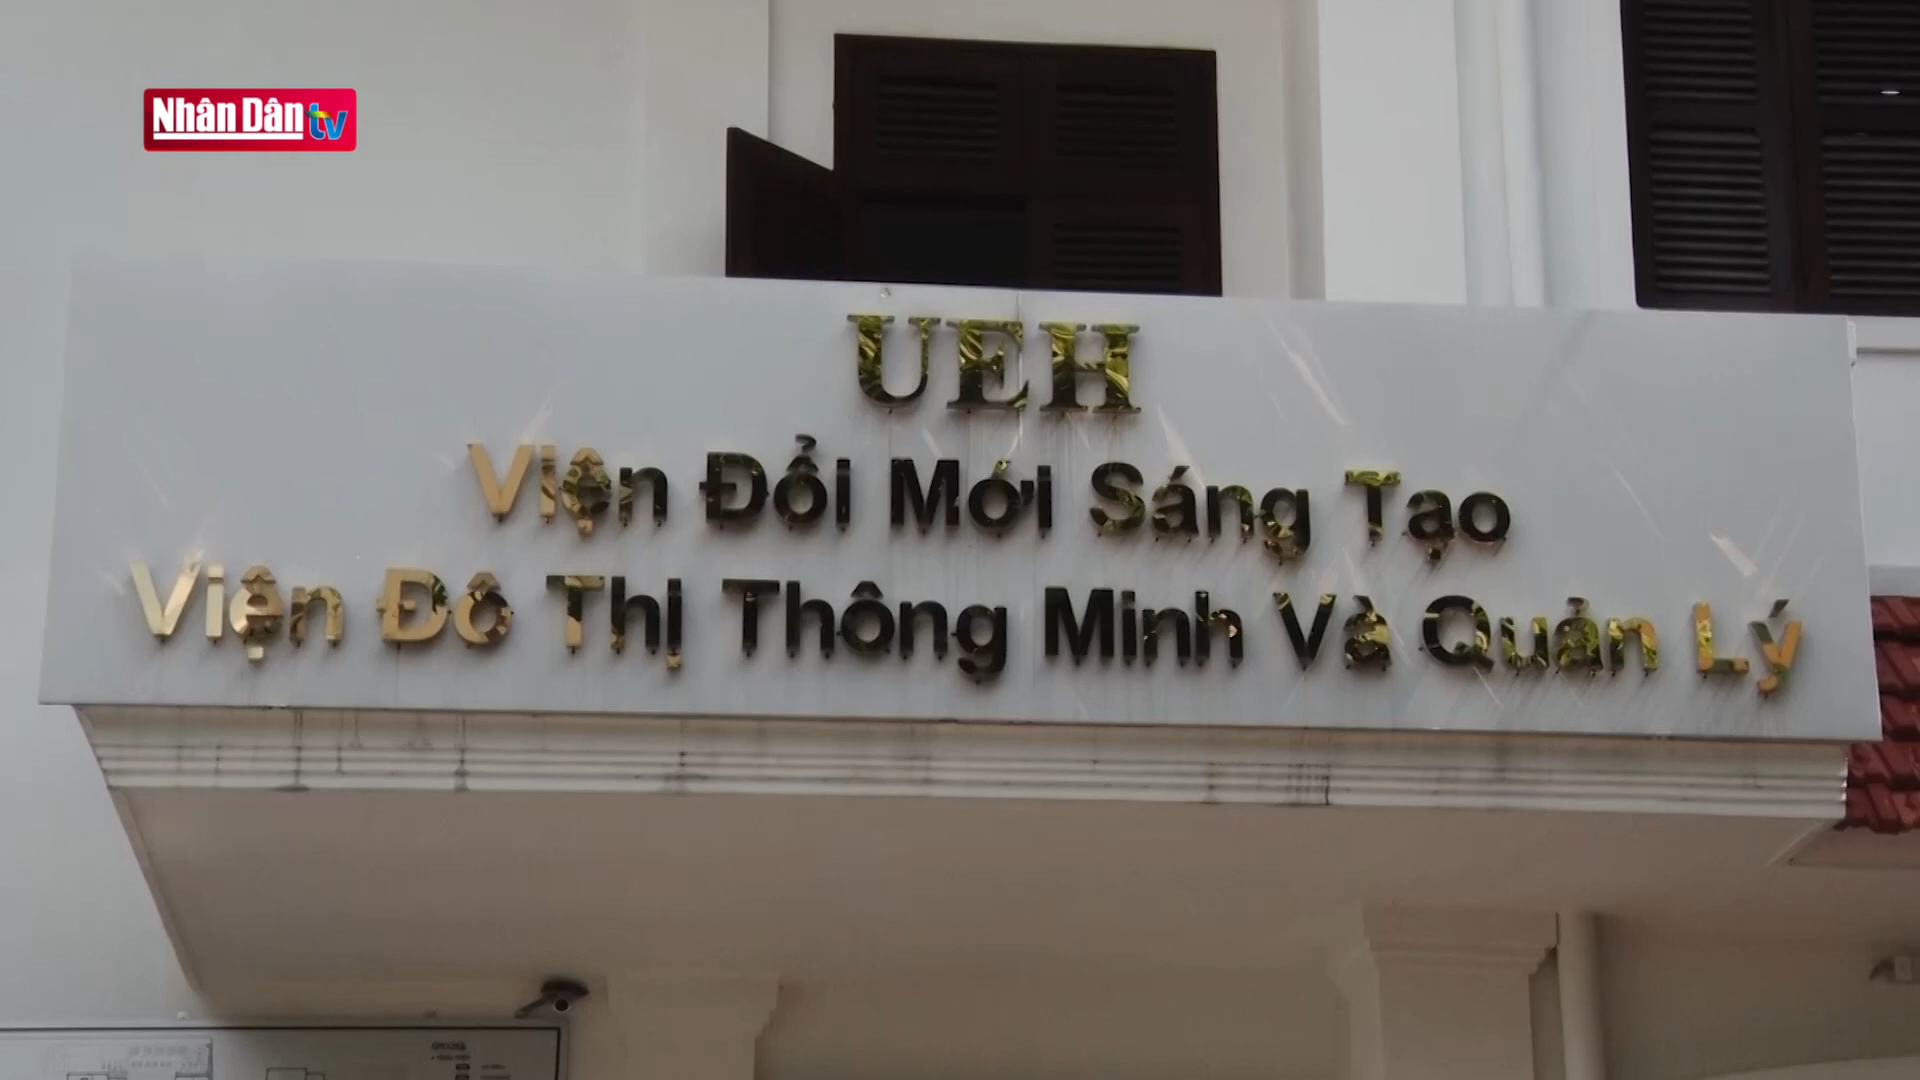 Nhân Dân tv
UEH
Viện Đổi Mới Sáng Tạo
Viện Đô Thị Thông Minh Và Quản Lý